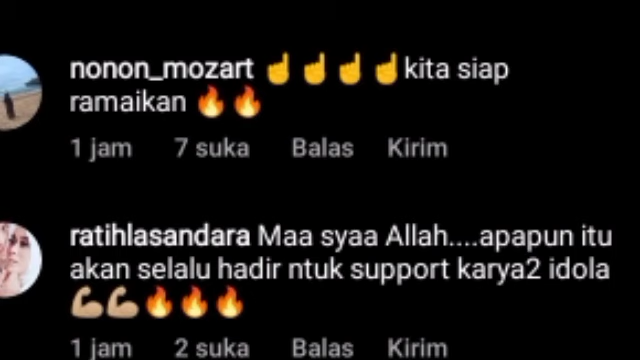 nonon_mozart ☝️☝️☝️☝️kita siap
ramaikan 🔥🔥
1 jam 7 suka Balas Kirim
ratihlasandara Maa syaa Allah....apapun itu
akan selalu hadir ntuk support karya2 idola
💪🏼💪🏼🔥🔥🔥
1 jam 2 suka Balas Kirim